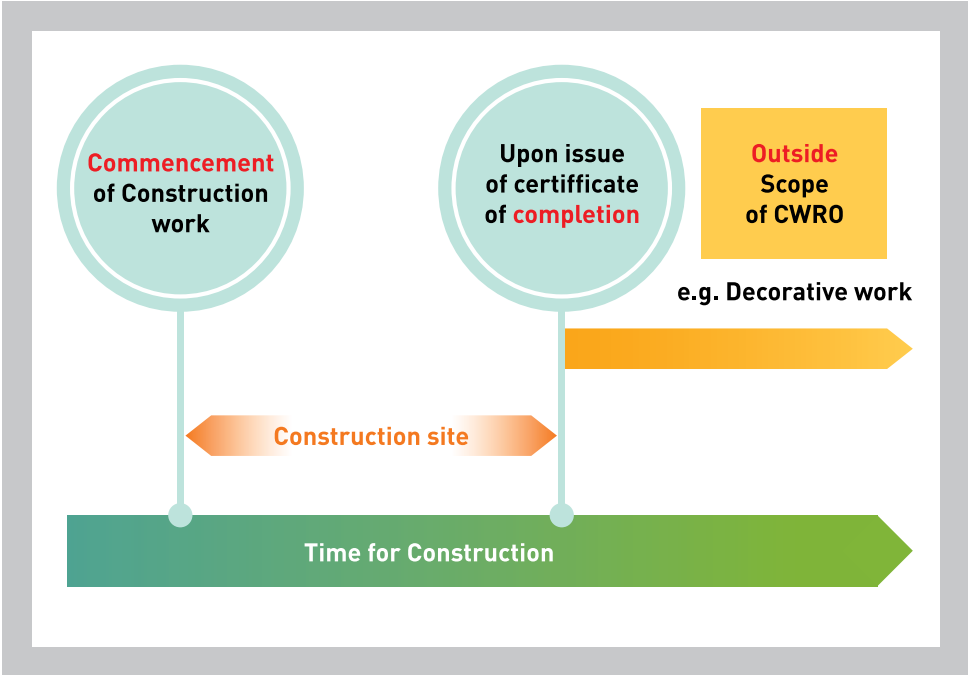 Commencement
of Construction
work
Upon issue
of certifficate
of completion
Outside
Scope
of CWRO
e.g. Decorative work
Construction site
Time for Construction